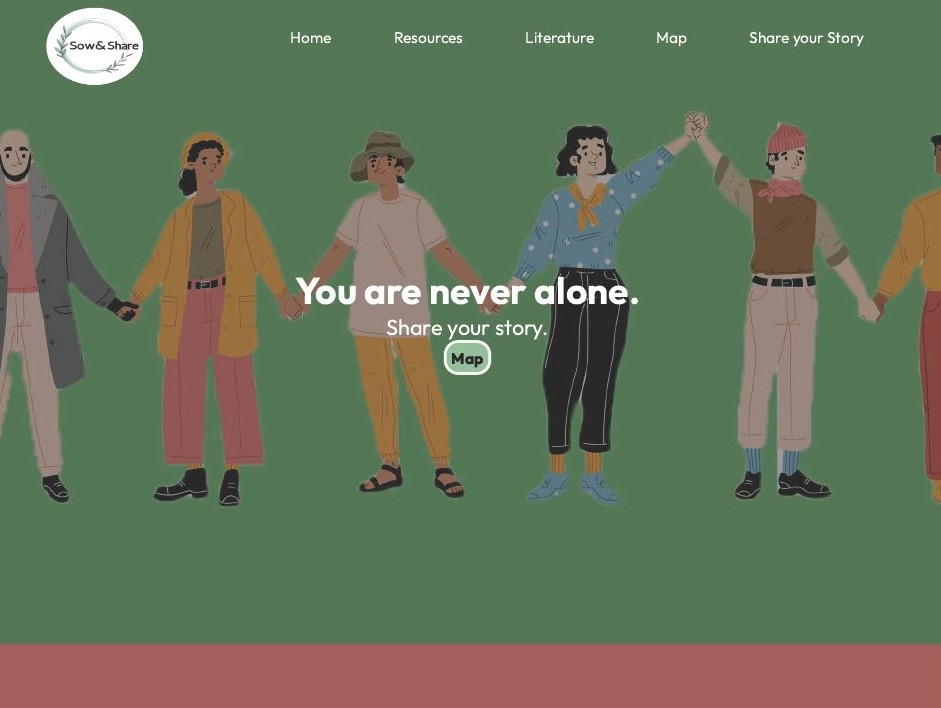 Sow & Share
Home Resources Literature Map Share your Story
You are never alone.
Share your story.
Map